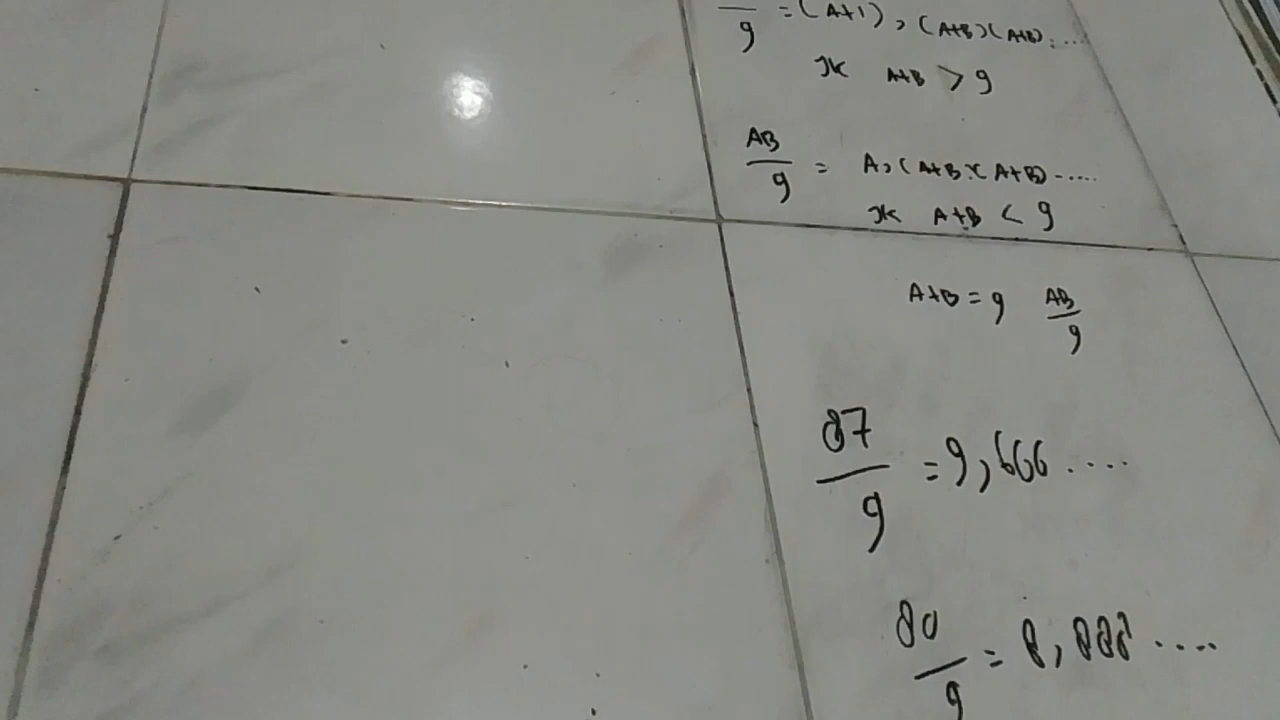 ―/9 = (A+1), (A+B)(A+B)....
jk A+B > 9
AB/9 = A,(A+B)(A+B).....
jk A+B < 9
A+B = 9 AB/9
87/9 = 9,666....
80/9 = 8,888....